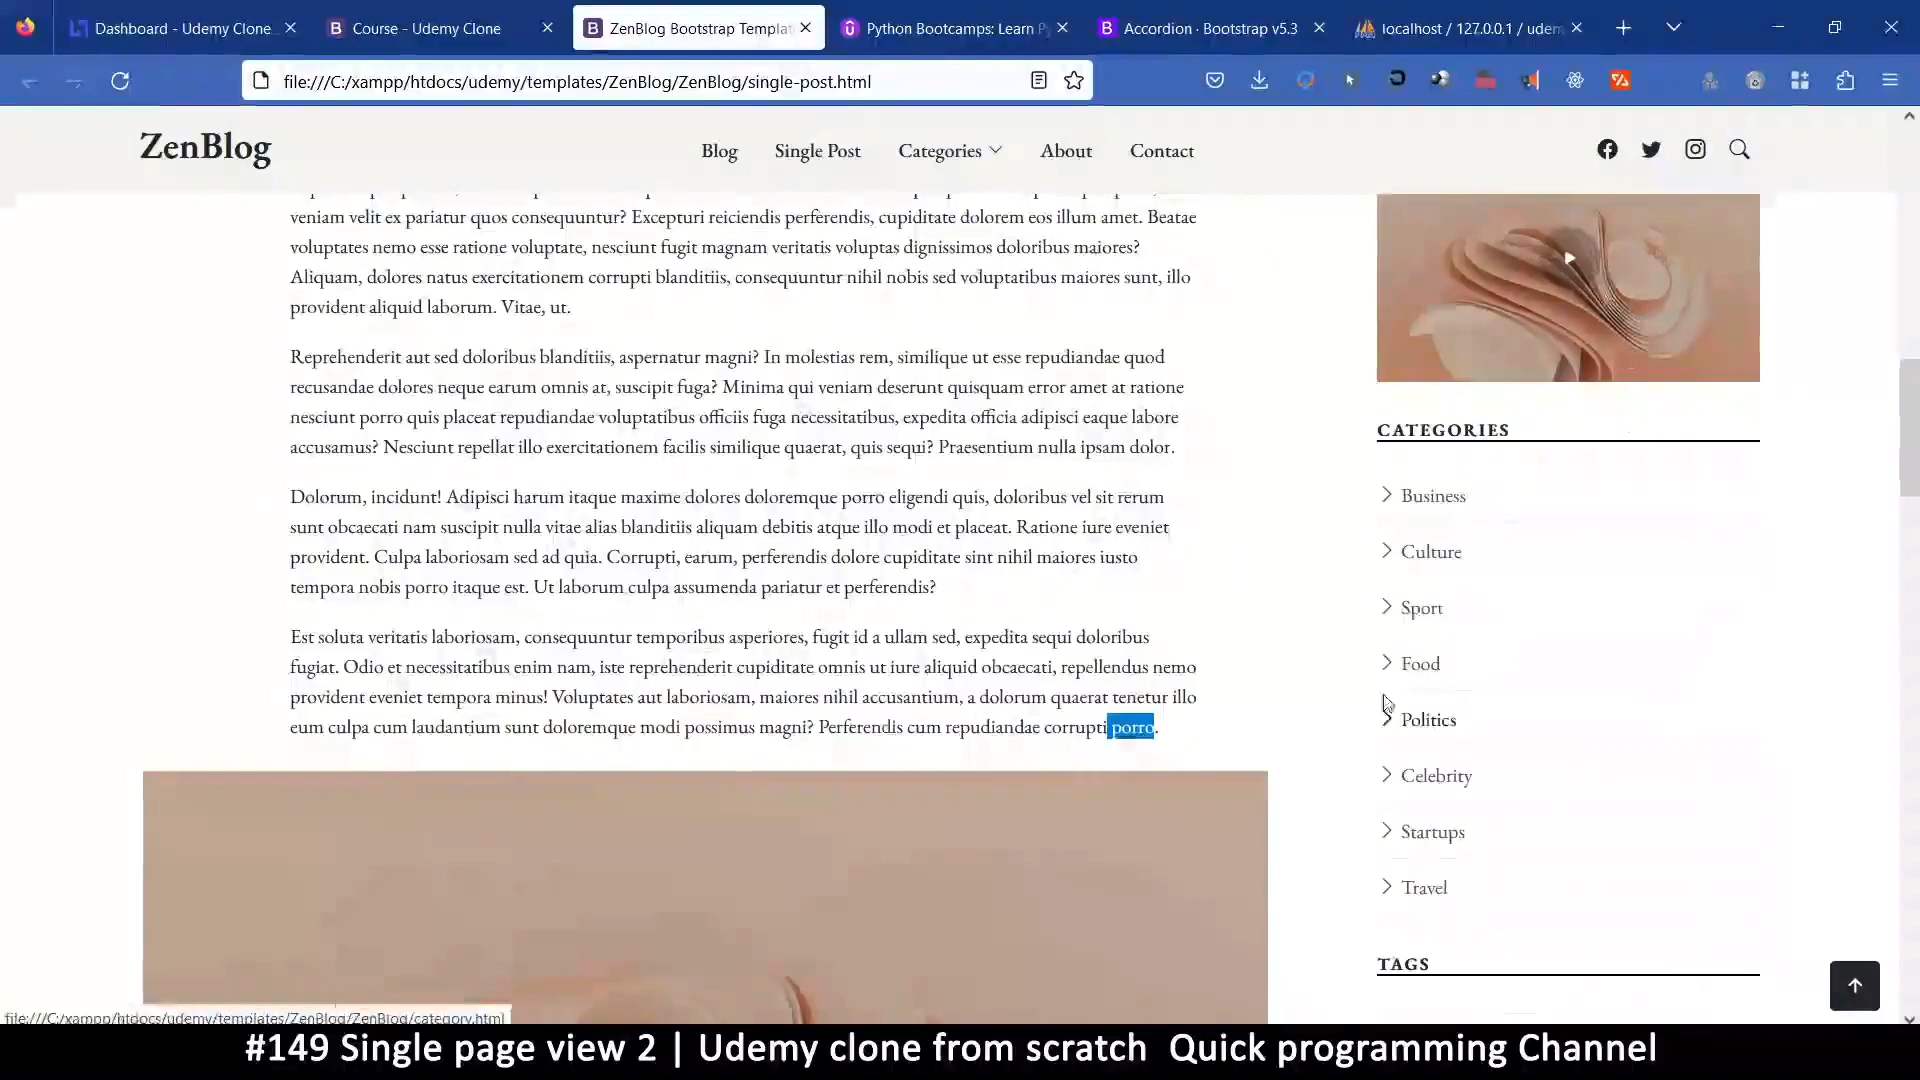 Dashboard - Udemy Clone
Course - Udemy Clone
ZenBlog Bootstrap Templat
Python Bootcamps: Learn Py
Accordion · Bootstrap v5.3
localhost / 127.0.0.1 / udem
file:///C:/xampp/htdocs/udemy/templates/ZenBlog/ZenBlog/single-post.html
ZenBlog
Blog
Single Post
Categories
About
Contact
veniam velit ex pariatur quos consequuntur? Excepturi reiciendis perferendis, cupiditate dolorem eos illum amet. Beatae
voluptates nemo esse ratione voluptate, nesciunt fugit magnam veritatis voluptas dignissimos doloribus maiores?
Aliquam, dolores natus exercitationem corrupti blanditiis, consequuntur nihil nobis sed voluptatibus maiores sunt, illo
provident aliquid laborum. Vitae, ut.
Reprehenderit aut sed doloribus blanditiis, aspernatur magni? In molestias rem, similique ut esse repudiandae quod
recusandae dolores neque earum omnis at, suscipit fuga? Minima qui veniam deserunt quisquam error amet at ratione
nesciunt porro quis placeat repudiandae voluptatibus officiis fuga necessitatibus, expedita officia adipisci eaque labore
accusamus? Nesciunt repellat illo exercitationem facilis similique quaerat, quis sequi? Praesentium nulla ipsam dolor.
Dolorum, incidunt! Adipisci harum itaque maxime dolores doloremque porro eligendi quis, doloribus vel sit rerum
sunt obcaecati nam suscipit nulla vitae alias blanditiis aliquam debitis atque illo modi et placeat. Ratione iure eveniet
provident. Culpa laboriosam sed ad quia. Corrupti, earum, perferendis dolore cupiditate sint nihil maiores iusto
tempora nobis porro itaque est. Ut laborum culpa assumenda pariatur et perferendis?
Est soluta veritatis laboriosam, consequuntur temporibus asperiores, fugit id a ullam sed, expedita sequi doloribus
fugiat. Odio et necessitatibus enim nam, iste reprehenderit cupiditate omnis ut iure aliquid obcaecati, repellendus nemo
provident eveniet tempora minus! Voluptates aut laboriosam, maiores nihil accusantium, a dolorum quaerat tenetur illo
eum culpa cum laudantium sunt doloremque modi possimus magni? Perferendis cum repudiandae corrupti porro.
CATEGORIES
Business
Culture
Sport
Food
Politics
Celebrity
Startups
Travel
TAGS
file:///C:/xampp/htdocs/udemy/templates/ZenBlog/ZenBlog/category.html
#149 Single page view 2 | Udemy clone from scratch Quick programming Channel